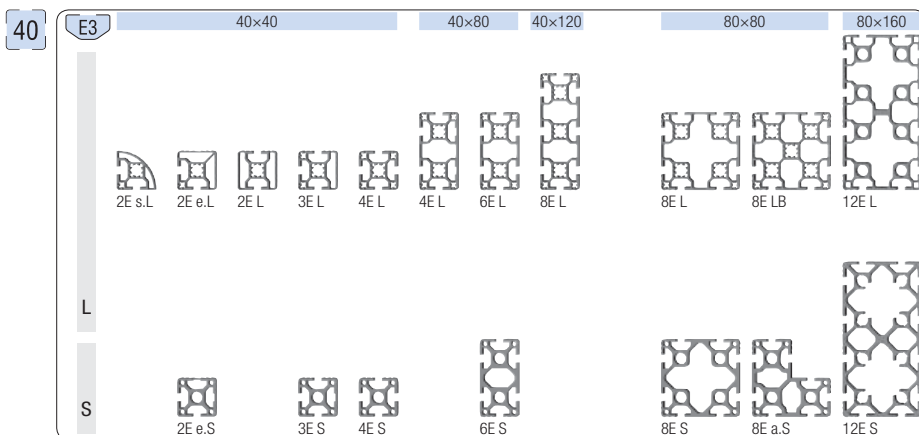 40
E3
40×40 40×80 40×120 80×80 80×160
2E s.L 2E e.L 2E L 3E L 4E L 4E L 6E L 8E L 8E L 8E LB 12E L
L
S
2E e.S 3E S 4E S 6E S 8E S 8E a.S 12E S